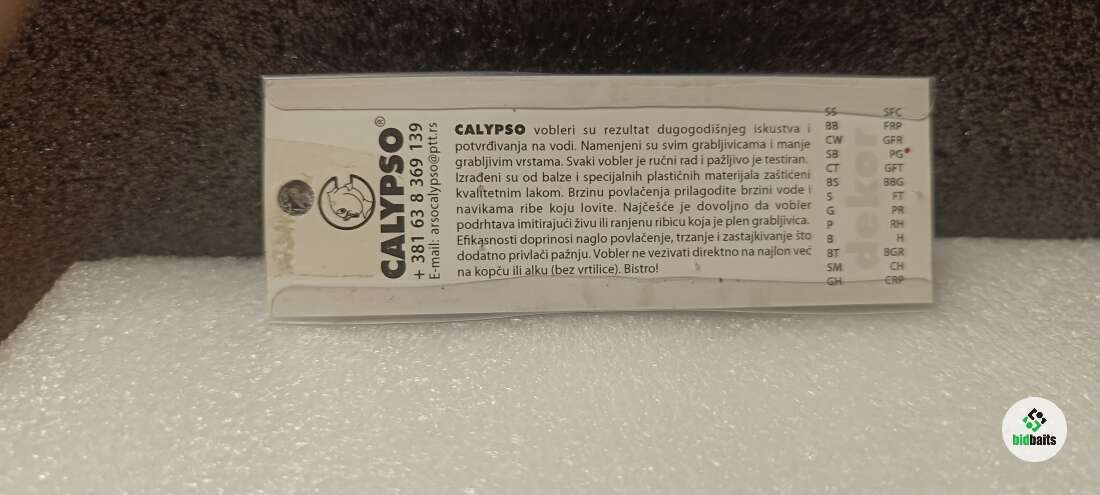 CALYPSO®
+ 381 63 8 369 139
E-mail: arsocalypso@ptt.rs
CALYPSO vobleri su rezultat dugogodišnjeg iskustva i
potvrđivanja na vodi. Namenjeni su svim grabljivicama i manje
grabljivim vrstama. Svaki vobler je ručni rad i pažljivo je testiran.
Izrađeni su od balze i specijalnih plastičnih materijala zaštićeni
kvalitetnim lakom. Brzinu povlačenja prilagodite brzini vode i
navikama ribe koju lovite. Najčešće je dovoljno da vobler
podrhtava imitirajući živu ili ranjenu ribicu koja je plen grabljivica.
Efikasnosti doprinosi naglo povlačenje, trzanje i zastajkivanje što
dodatno privlači pažnju. Vobler ne vezivati direktno na najlon već
na kopču ili alku (bez vrtilice). Bistro!
SS
BB
CW
SB
CT
BS
S
G
P
B
BT
SM
GH
dekor
SFC
FRP
GFR
PG
GFT
BBG
FT
PR
RH
H
BGR
CH
CRP
bidbaits